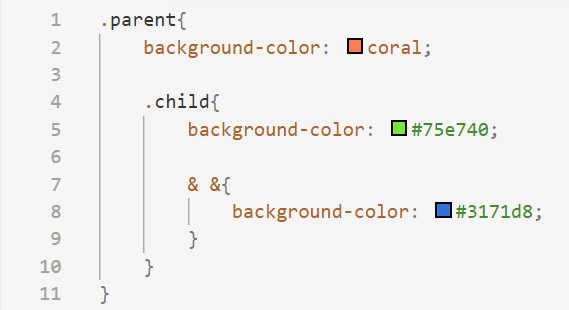 1 .parent{
2 background-color: coral;
3
4 .child{
5 background-color: #75e740;
6
7 & &{
8 background-color: #3171d8;
9 }
10 }
11 }